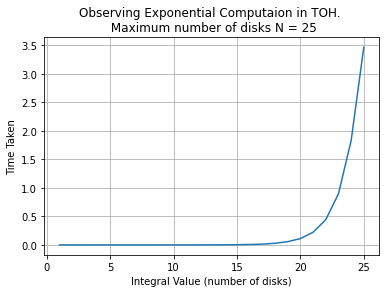 Observing Exponential Computaion in TOH.
Maximum number of disks N = 25
3.5
3.0
2.5
2.0
1.5
1.0
0.5
0.0
Time Taken
0 5 10 15 20 25
Integral Value (number of disks)